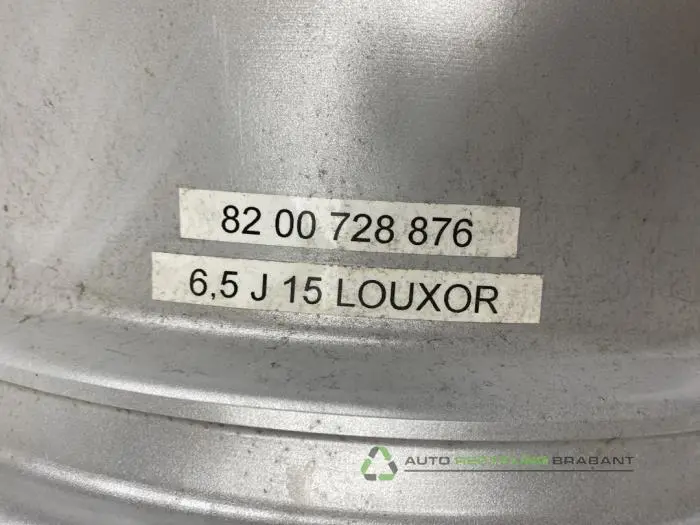 82 00 728 876
6,5 J 15 LOUXOR
AUTO RECYCLING BRABANT